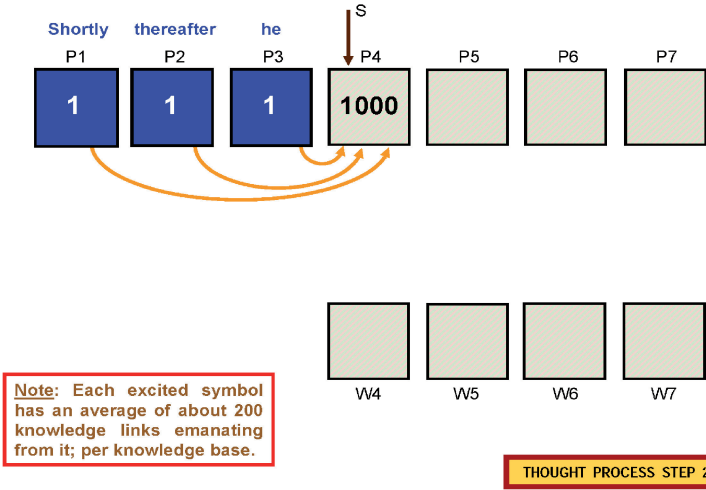 S
Shortly thereafter he
P1 P2 P3 P4 P5 P6 P7
1 1 1 1000
W4 W5 W6 W7
Note: Each excited symbol
has an average of about 200
knowledge links emanating
from it; per knowledge base.
THOUGHT PROCESS STEP 2